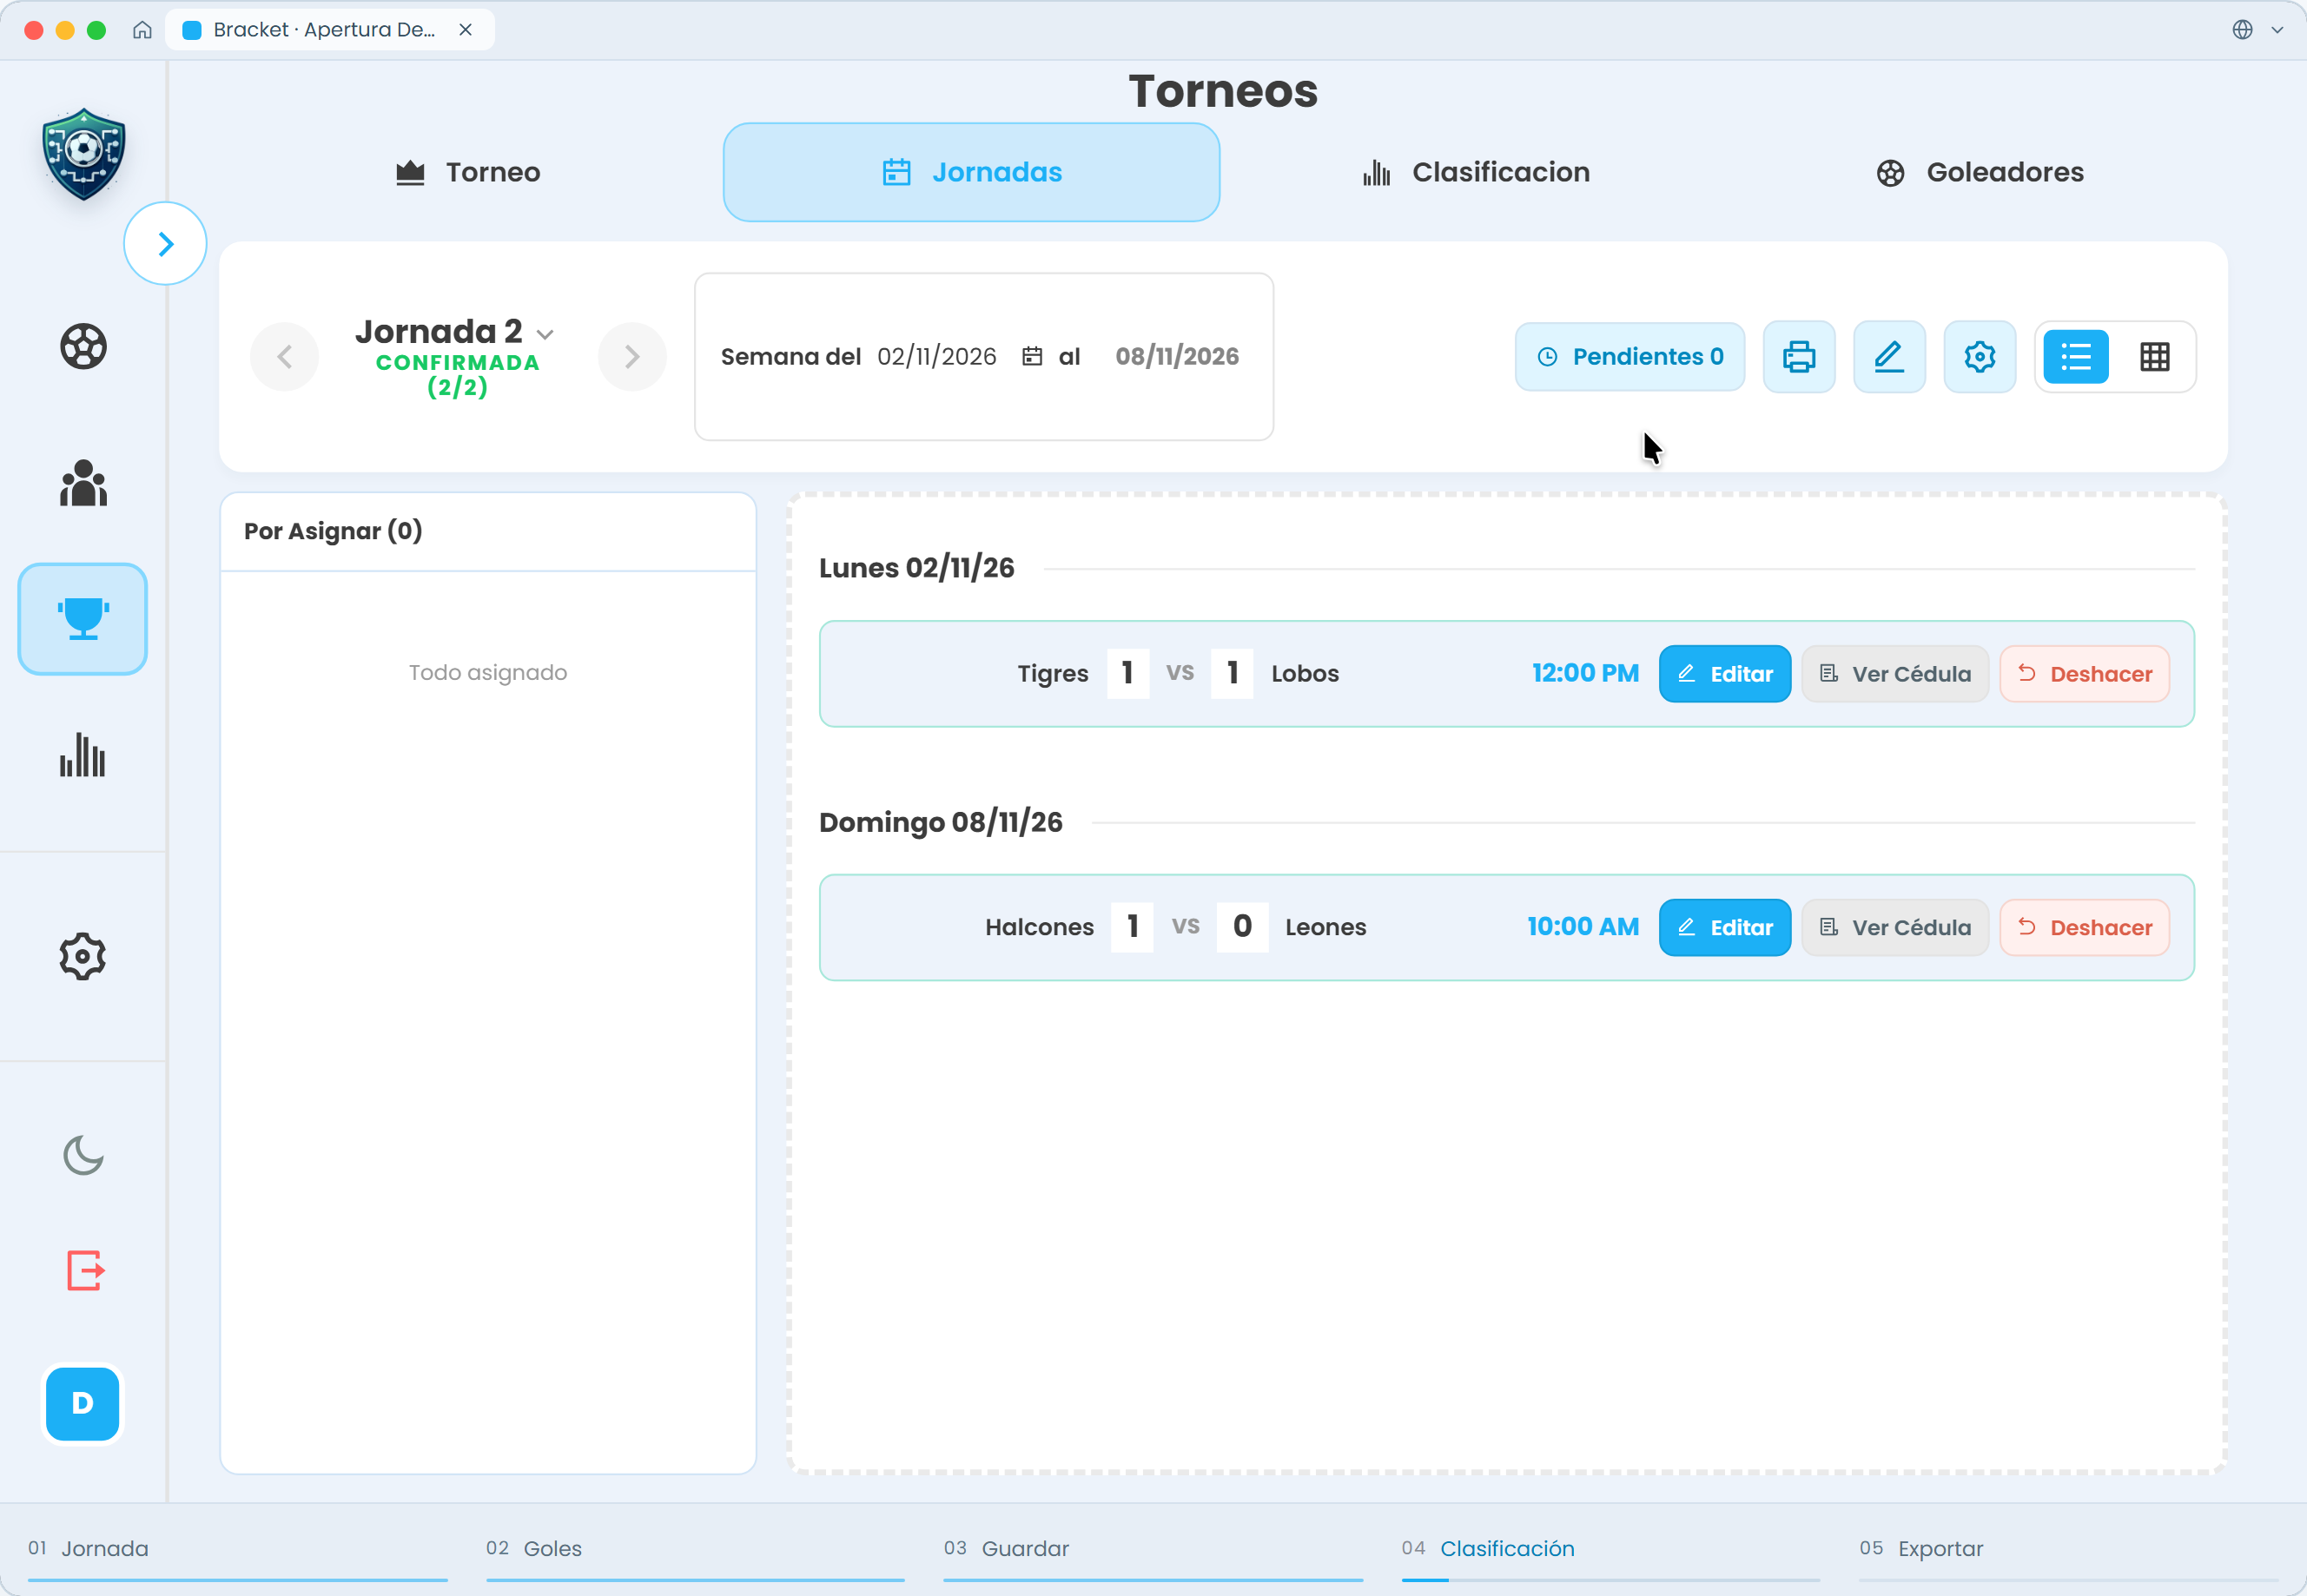 Bracket · Apertura De...
Torneos
Torneo
Jornadas
Clasificacion
Goleadores
Jornada 2
CONFIRMADA
(2/2)
Semana del 02/11/2026 al 08/11/2026
Pendientes 0
Por Asignar (0)
Todo asignado
Lunes 02/11/26
Tigres 1 VS 1 Lobos 12:00 PM Editar Ver Cédula Deshacer
Domingo 08/11/26
Halcones 1 VS 0 Leones 10:00 AM Editar Ver Cédula Deshacer
D
01 Jornada
02 Goles
03 Guardar
04 Clasificación
05 Exportar